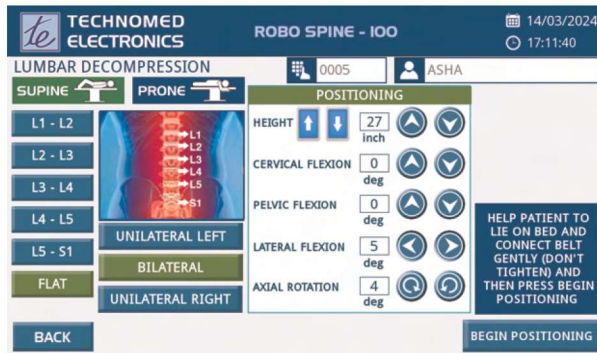 te TECHNOMED
ELECTRONICS
ROBO SPINE - 100
14/03/2024
17:11:40
LUMBAR DECOMPRESSION
0005
ASHA
SUPINE
PRONE
L1 - L2
L2 - L3
L3 - L4
L4 - L5
L5 - S1
FLAT
L1
L2
L3
L4
L5
S1
UNILATERAL LEFT
BILATERAL
UNILATERAL RIGHT
POSITIONING
HEIGHT 27
inch
CERVICAL FLEXION 0
deg
PELVIC FLEXION 0
deg
LATERAL FLEXION 5
deg
AXIAL ROTATION 4
deg
HELP PATIENT TO
LIE ON BED AND
CONNECT BELT
GENTLY (DON'T
TIGHTEN) AND
THEN PRESS BEGIN
POSITIONING
BACK
BEGIN POSITIONING